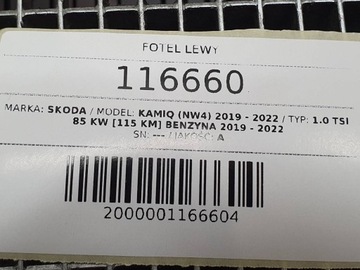 FOTEL LEWY
116660
MARKA: SKODA / MODEL: KAMIQ (NW4) 2019 - 2022 / TYP: 1.0 TSI
85 KW [115 KM] BENZYNA 2019 - 2022
SN: --- / JAKOŚĆ: A
2000001166604